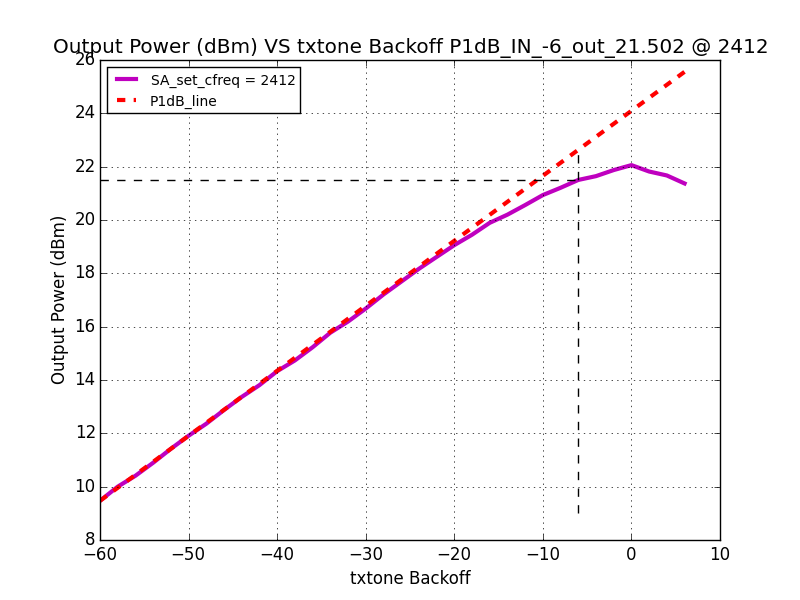 Output Power (dBm) VS txtone Backoff P1dB_IN_-6_out_21.502 @ 2412
SA_set_cfreq = 2412
P1dB_line
Output Power (dBm)
26
24
22
20
18
16
14
12
10
8
−60 −50 −40 −30 −20 −10 0 10
txtone Backoff